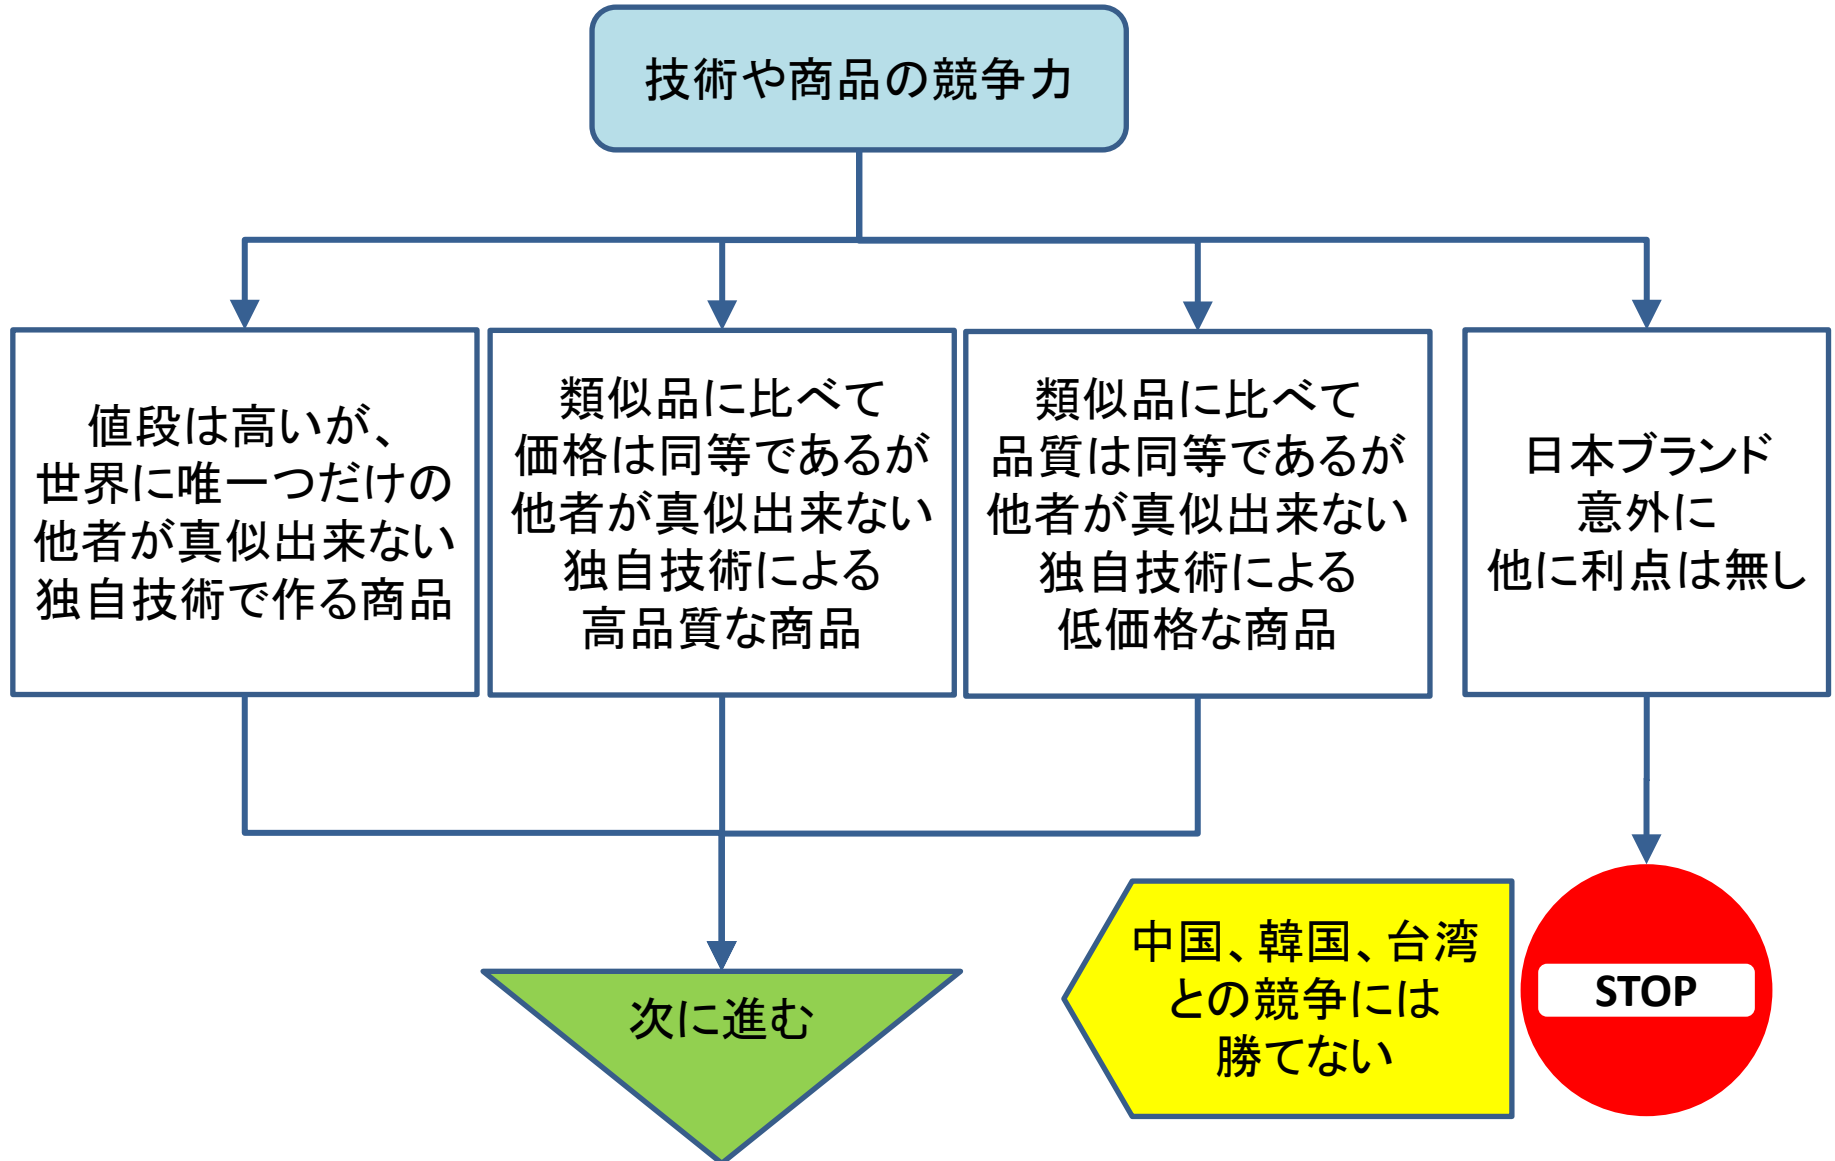 技術や商品の競争力
値段は高いが、
世界に唯一つだけの
他者が真似出来ない
独自技術で作る商品
類似品に比べて
価格は同等であるが
他者が真似出来ない
独自技術による
高品質な商品
類似品に比べて
品質は同等であるが
他者が真似出来ない
独自技術による
低価格な商品
日本ブランド
意外に
他に利点は無し
次に進む
中国、韓国、台湾
との競争には
勝てない
STOP